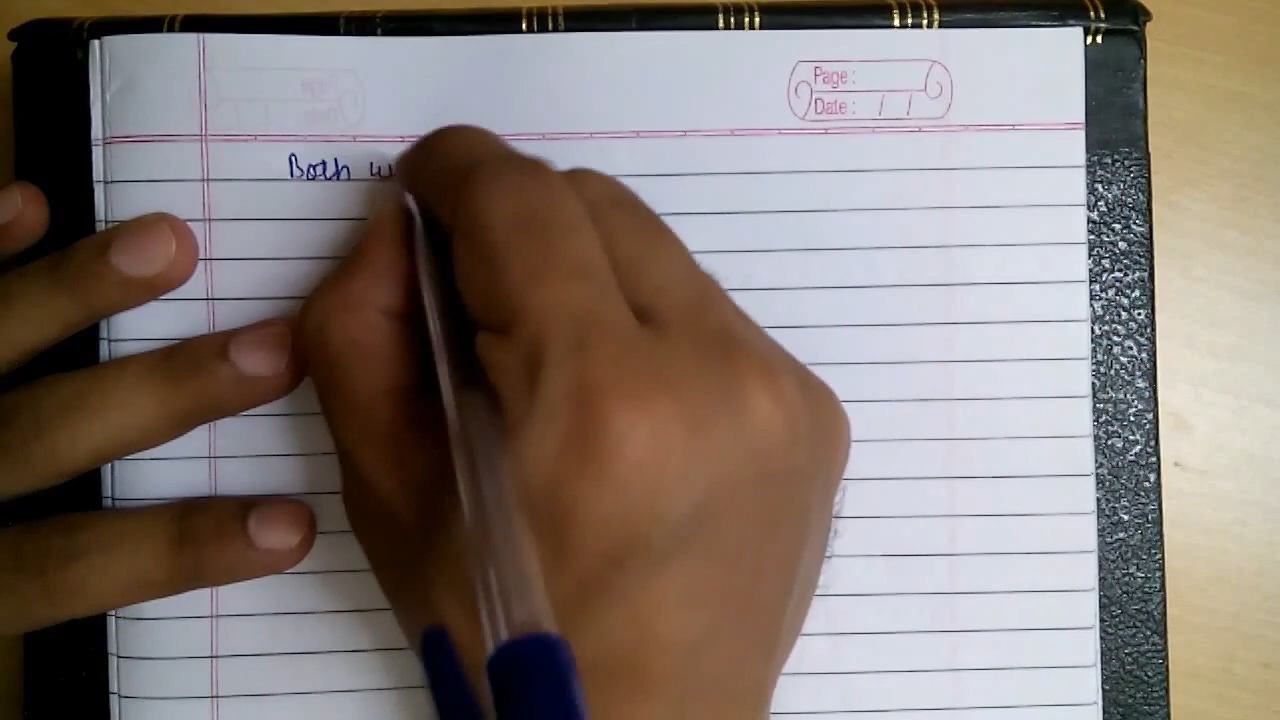 Page :
Date : / /
Both w